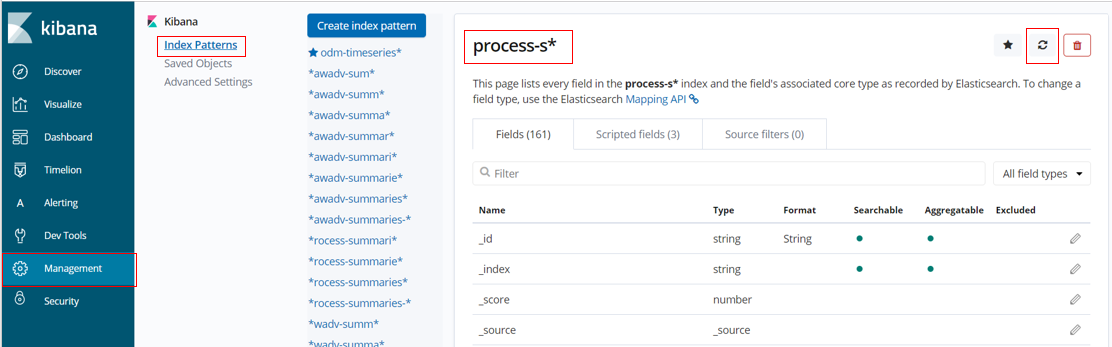 kibana
Discover
Visualize
Dashboard
Timelion
Alerting
Dev Tools
Management
Security
Kibana
Index Patterns
Saved Objects
Advanced Settings
Create index pattern
odm-timeseries*
*awadv-sum*
*awadv-summ*
*awadv-summa*
*awadv-summar*
*awadv-summari*
*awadv-summarie*
*awadv-summaries*
*awadv-summaries-*
*rocess-summari*
*rocess-summarie*
*rocess-summaries*
*rocess-summaries-*
*wadv-summ*
*wadv-summa*
process-s*
This page lists every field in the process-s* index and the field's associated core type as recorded by Elasticsearch. To change a
field type, use the Elasticsearch Mapping API
Fields (161) Scripted fields (3) Source filters (0)
Filter All field types
Name Type Format Searchable Aggregatable Excluded
_id string String
_index string
_score number
_source _source